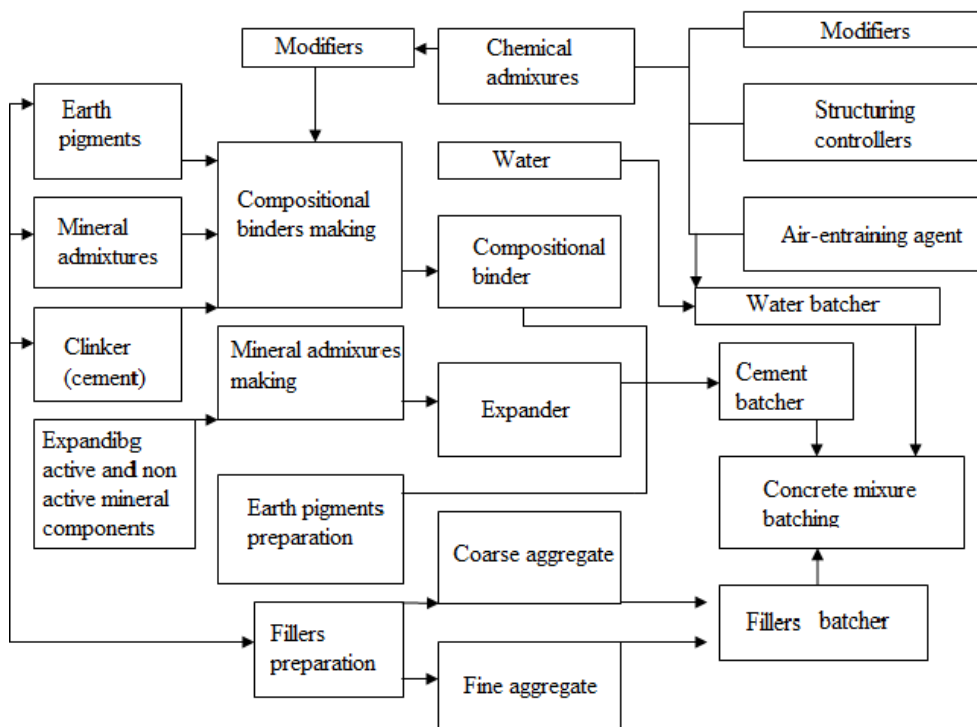 Modifiers
Chemical
admixures
Modifiers
Earth
pigments
Structuring
controllers
Water
Compositional
binders making
Mineral
admixtures
Compositional
binder
Air-entraining agent
Water batcher
Clinker
(cement)
Mineral admixures
making
Expander
Cement
batcher
Expandibg
active and non
active mineral
components
Earth pigments
preparation
Concrete mixure
batching
Coarse aggregate
Fillers
preparation
Fillers batcher
Fine aggregate